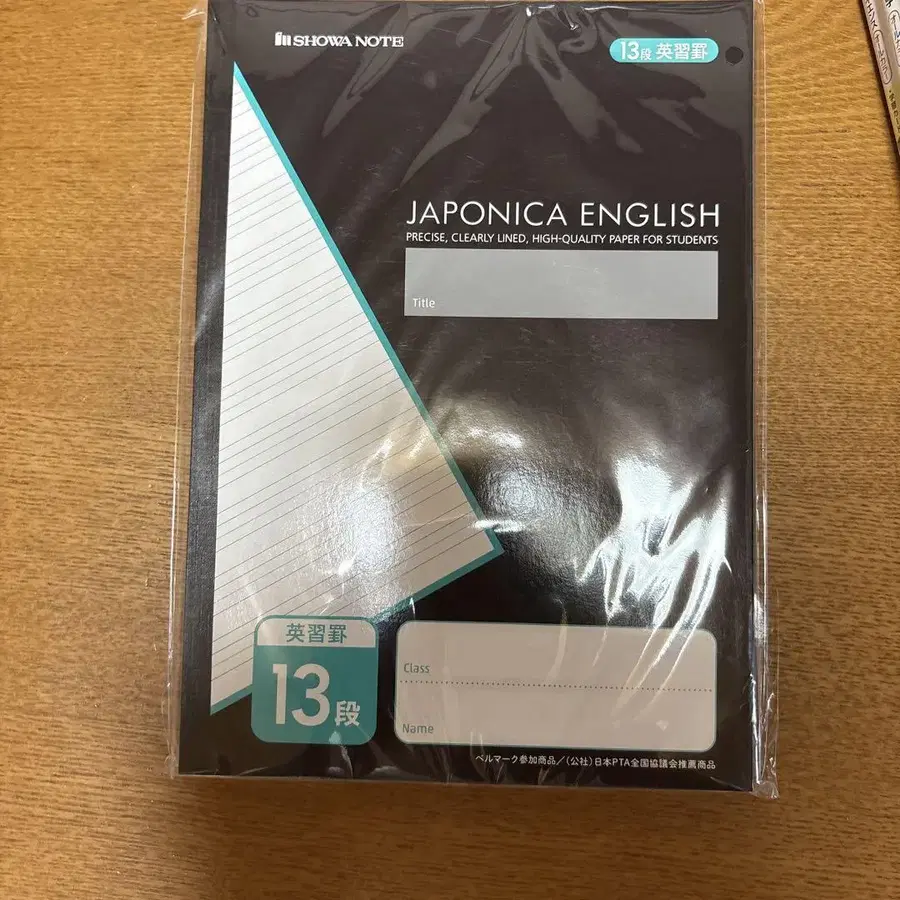 SHOWA NOTE
13段 英習罫
JAPONICA ENGLISH
PRECISE, CLEARLY LINED, HIGH-QUALITY PAPER FOR STUDENTS
Title
英習罫
13段
Class
Name
ベルマーク参加商品/(公社)日本PTA全国協議会推薦商品